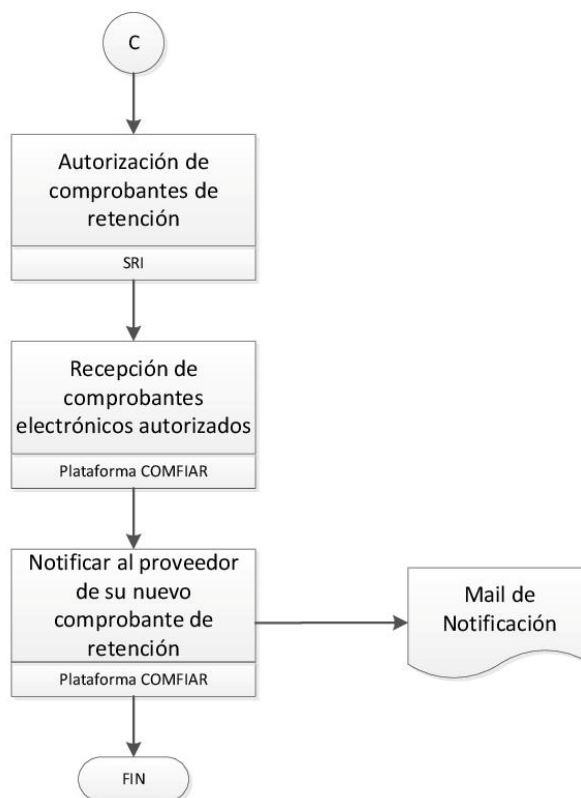 C
Autorización de
comprobantes de
retención
SRI
Recepción de
comprobantes
electrónicos autorizados
Plataforma COMFIAR
Notificar al proveedor
de su nuevo
comprobante de
retención
Plataforma COMFIAR
Mail de
Notificación
FIN